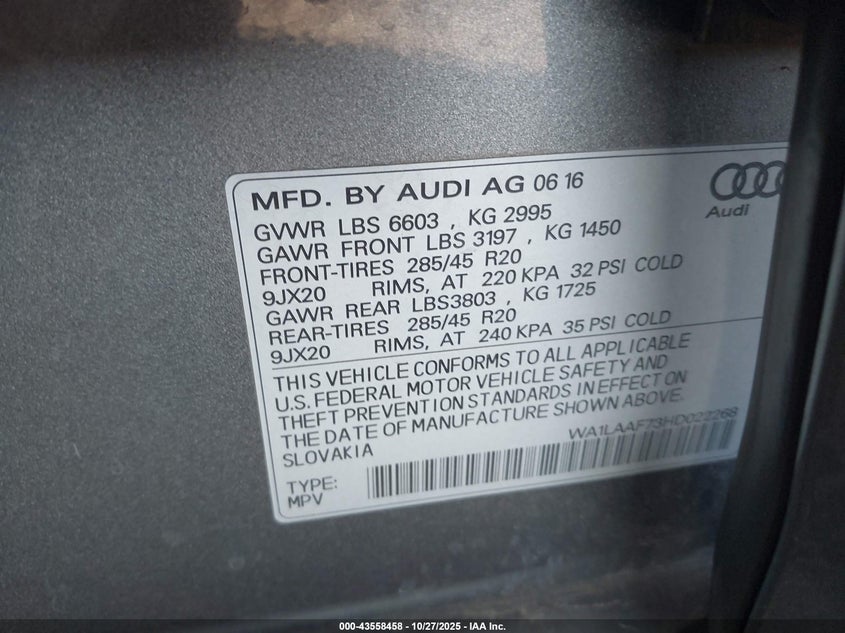 MFD. BY AUDI AG 06 16
Audi
GVWR LBS 6603 , KG 2995
GAWR FRONT LBS 3197 , KG 1450
FRONT-TIRES 285/45 R20
9JX20 RIMS, AT 220 KPA 32 PSI COLD
GAWR REAR LBS3803 , KG 1725
REAR-TIRES 285/45 R20
9JX20 RIMS, AT 240 KPA 35 PSI COLD
THIS VEHICLE CONFORMS TO ALL APPLICABLE
U.S. FEDERAL MOTOR VEHICLE SAFETY AND
THEFT PREVENTION STANDARDS IN EFFECT ON
THE DATE OF MANUFACTURE SHOWN ABOVE.
SLOVAKIA
WA1LAAF73HD022268
TYPE:
MPV
000-43558458 - 10/27/2025 - IAA Inc.